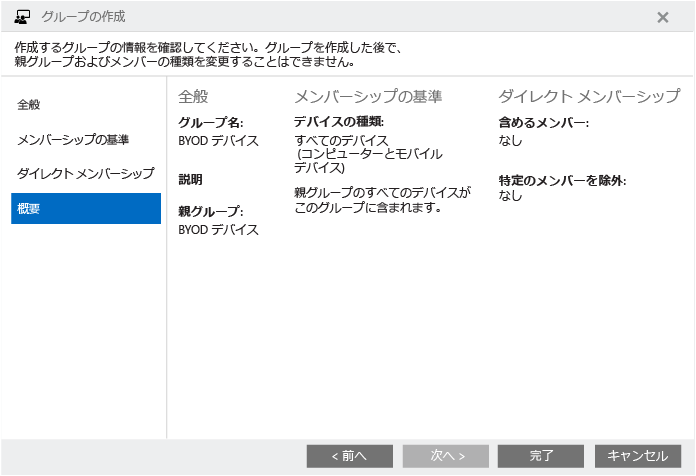 グループの作成
作成するグループの情報を確認してください。グループを作成した後で、
親グループおよびメンバーの種類を変更することはできません。
全般
メンバーシップの基準
ダイレクト メンバーシップ
概要
全般
グループ名:
BYOD デバイス
説明
親グループ:
BYOD デバイス
メンバーシップの基準
デバイスの種類:
すべてのデバイス
(コンピューターとモバイル
デバイス)
親グループのすべてのデバイスが
このグループに含まれます。
ダイレクト メンバーシップ
含めるメンバー:
なし
特定のメンバーを除外:
なし
< 前へ
次へ >
完了
キャンセル